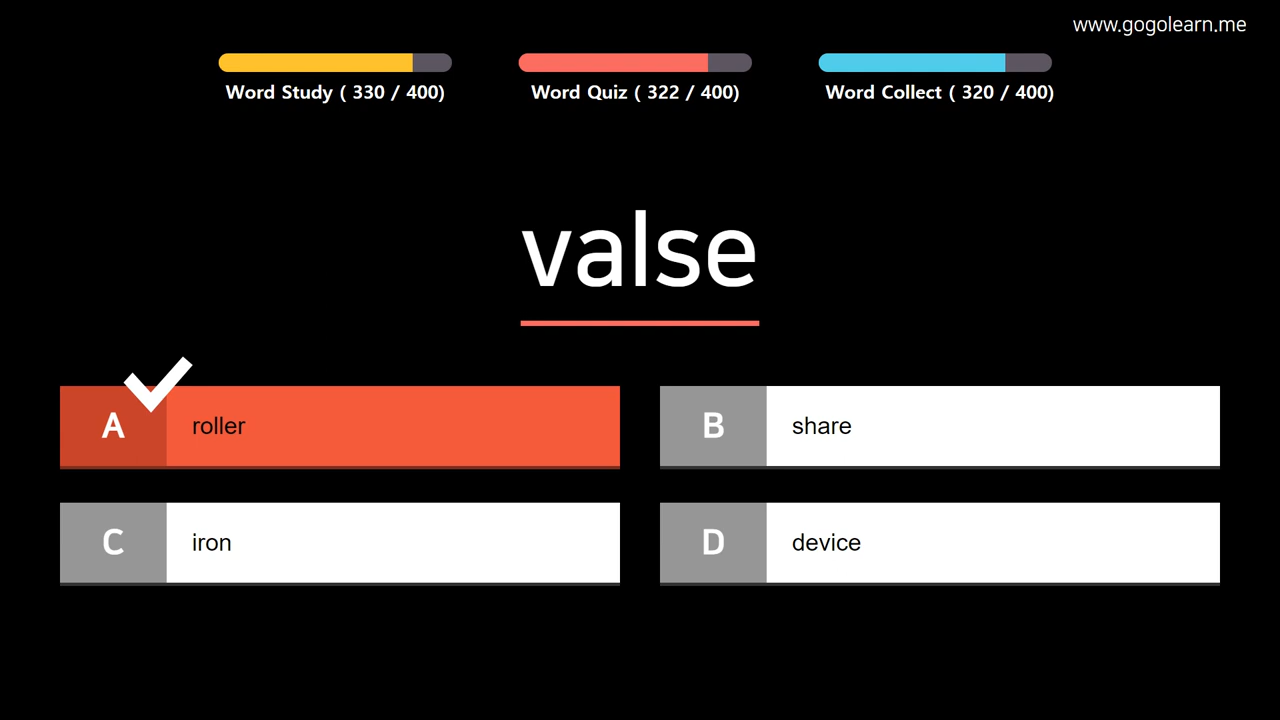 www.gogolearn.me
Word Study ( 330 / 400)
Word Quiz ( 322 / 400)
Word Collect ( 320 / 400)
valse
A roller
B share
C iron
D device